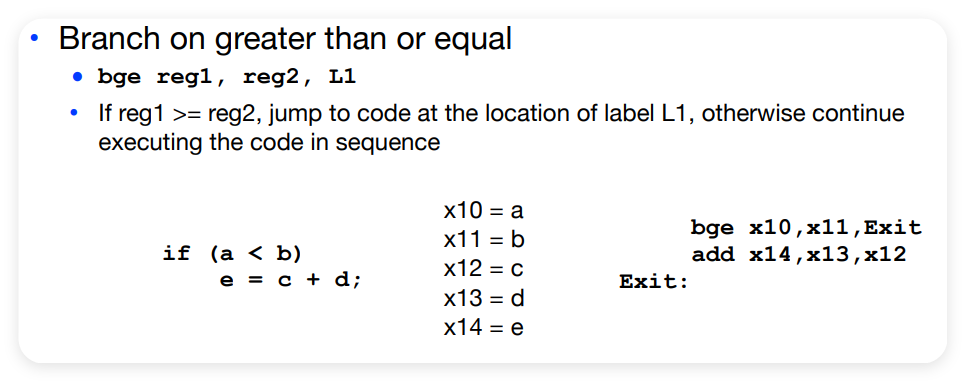 Branch on greater than or equal
bge reg1, reg2, L1
If reg1 >= reg2, jump to code at the location of label L1, otherwise continue
executing the code in sequence
if (a < b)
e = c + d;
x10 = a
x11 = b
x12 = c
x13 = d
x14 = e
bge x10,x11,Exit
add x14,x13,x12
Exit: